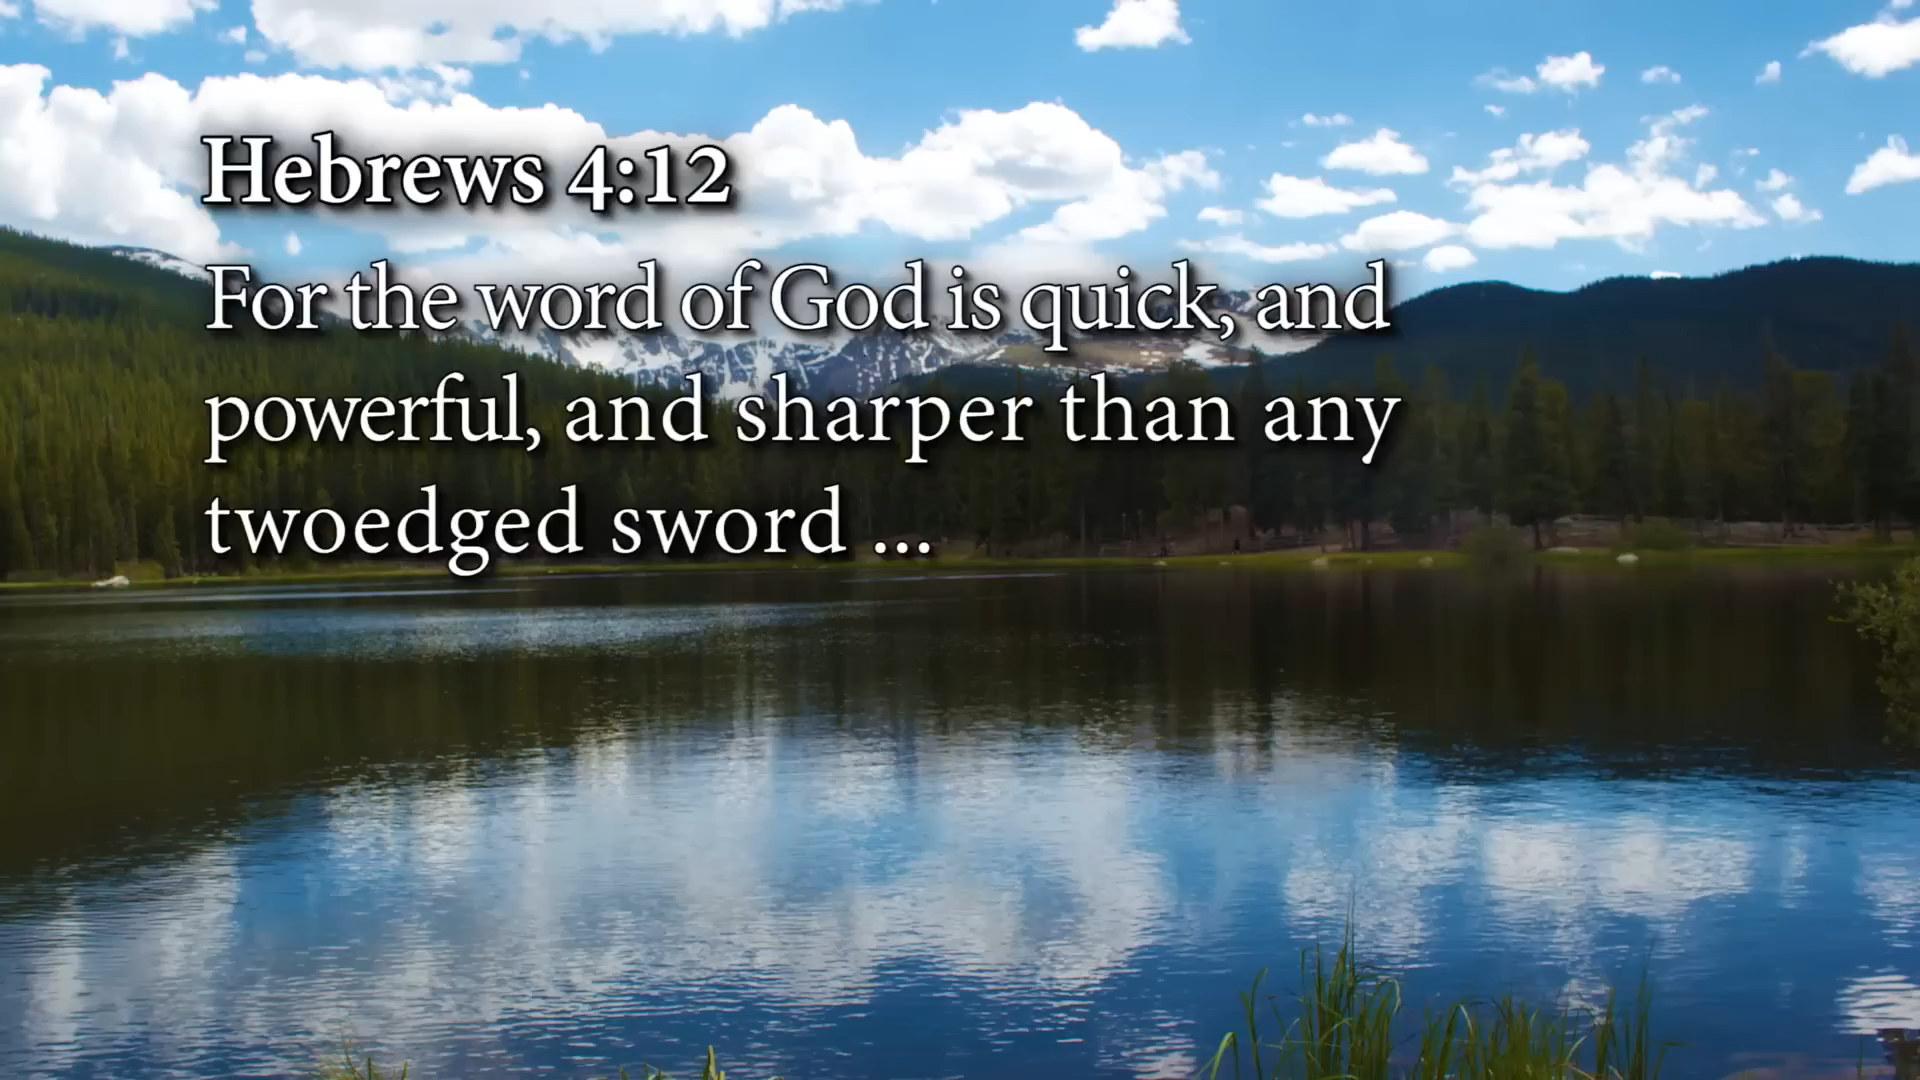 Hebrews 4:12
For the word of God is quick, and
powerful, and sharper than any
twoedged sword ...